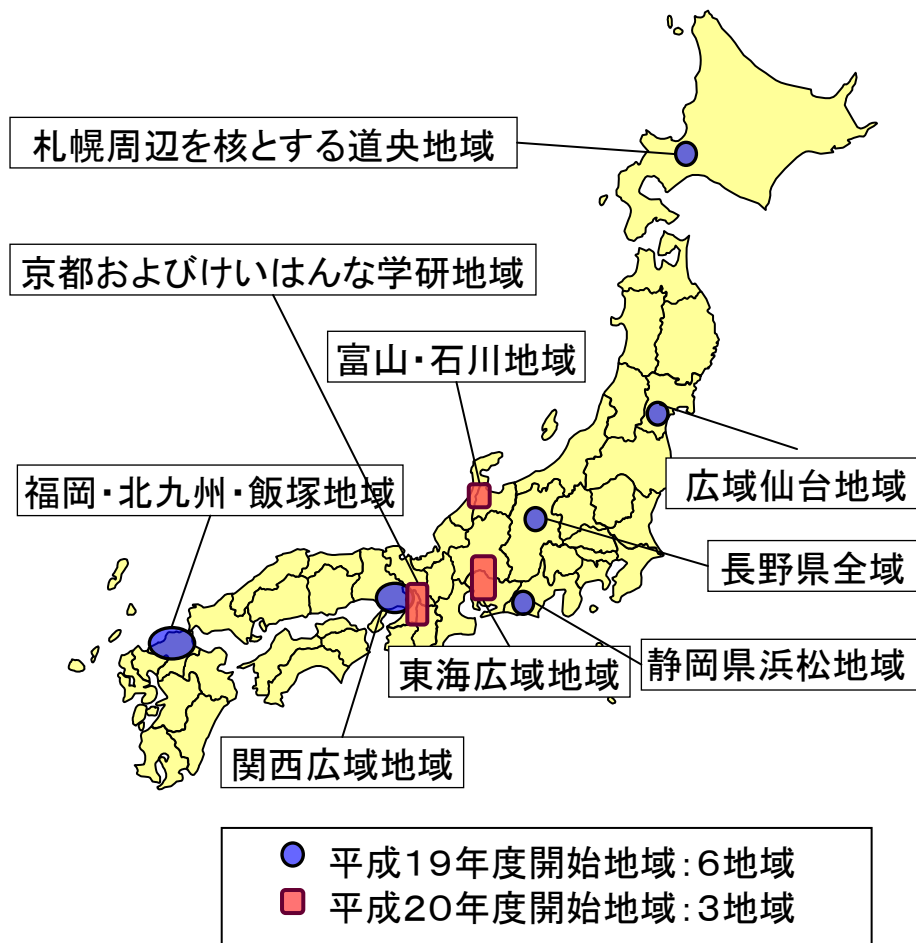 札幌周辺を核とする道央地域
京都およびけいはんな学研地域
富山・石川地域
広域仙台地域
福岡・北九州・飯塚地域
長野県全域
静岡県浜松地域
東海広域地域
関西広域地域
平成19年度開始地域：6地域
平成20年度開始地域：3地域